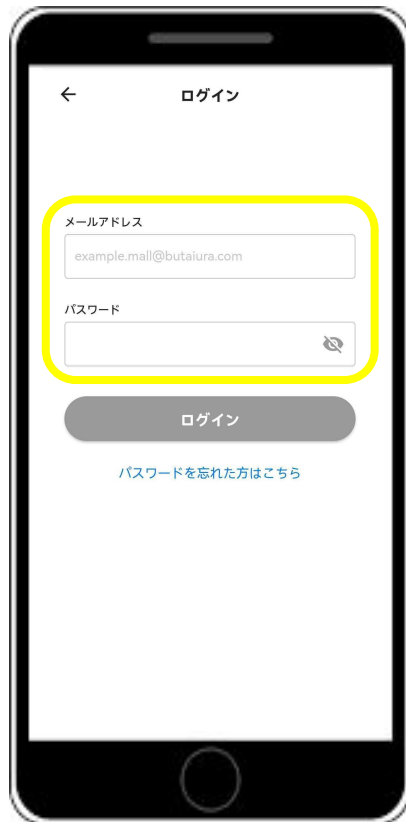 ログイン
メールアドレス
example.mall@butaiura.com
パスワード
ログイン
パスワードを忘れた方はこちら